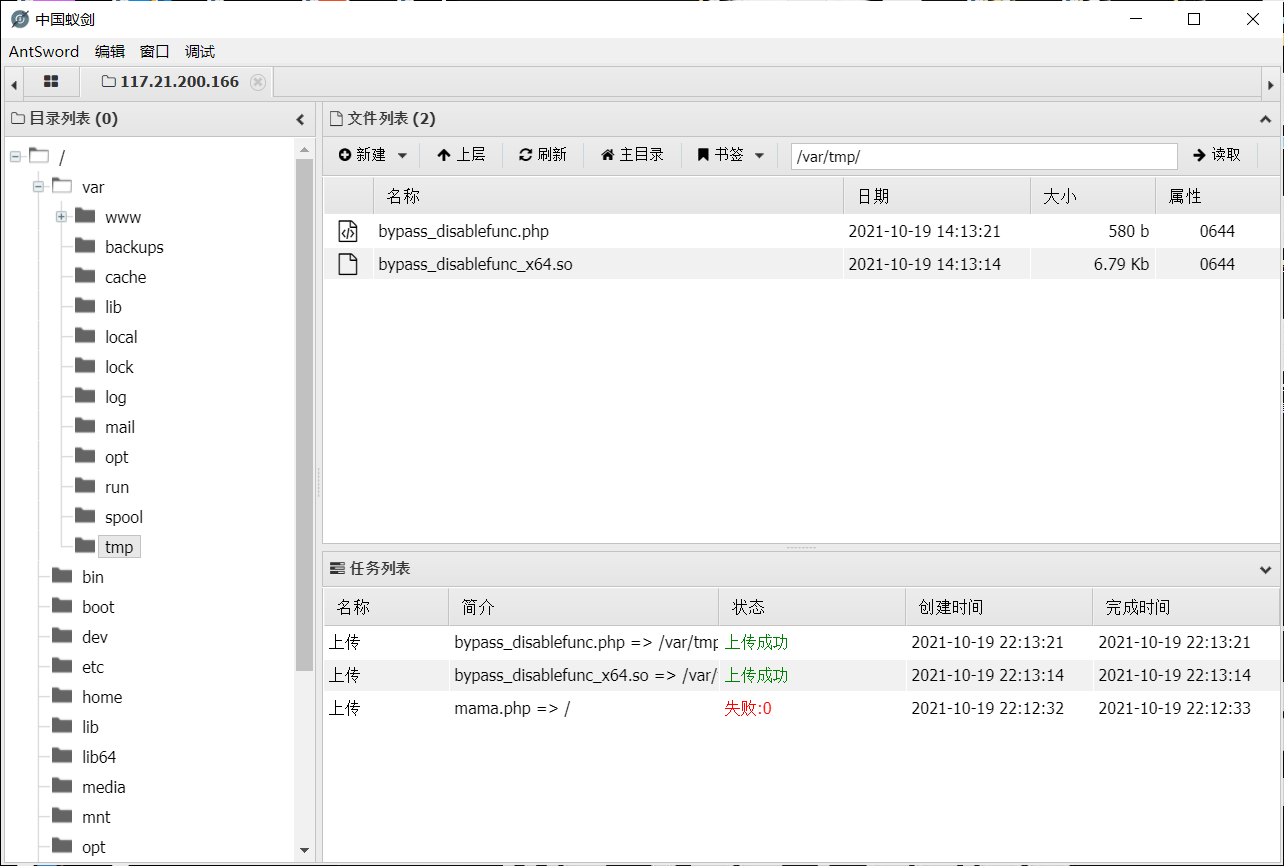 中国蚁剑
AntSword 编辑 窗口 调试
117.21.200.166
目录列表 (0)
/
var
www
backups
cache
lib
local
lock
log
mail
opt
run
spool
tmp
bin
boot
dev
etc
home
lib
lib64
media
mnt
opt
文件列表 (2)
新建 上层 刷新 主目录 书签 /var/tmp/ 读取
名称 日期 大小 属性
bypass_disablefunc.php 2021-10-19 14:13:21 580 b 0644
bypass_disablefunc_x64.so 2021-10-19 14:13:14 6.79 Kb 0644
任务列表
名称 简介 状态 创建时间 完成时间
上传 bypass_disablefunc.php => /var/tmp 上传成功 2021-10-19 22:13:21 2021-10-19 22:13:21
上传 bypass_disablefunc_x64.so => /var/ 上传成功 2021-10-19 22:13:14 2021-10-19 22:13:14
上传 mama.php => / 失败:0 2021-10-19 22:12:32 2021-10-19 22:12:33